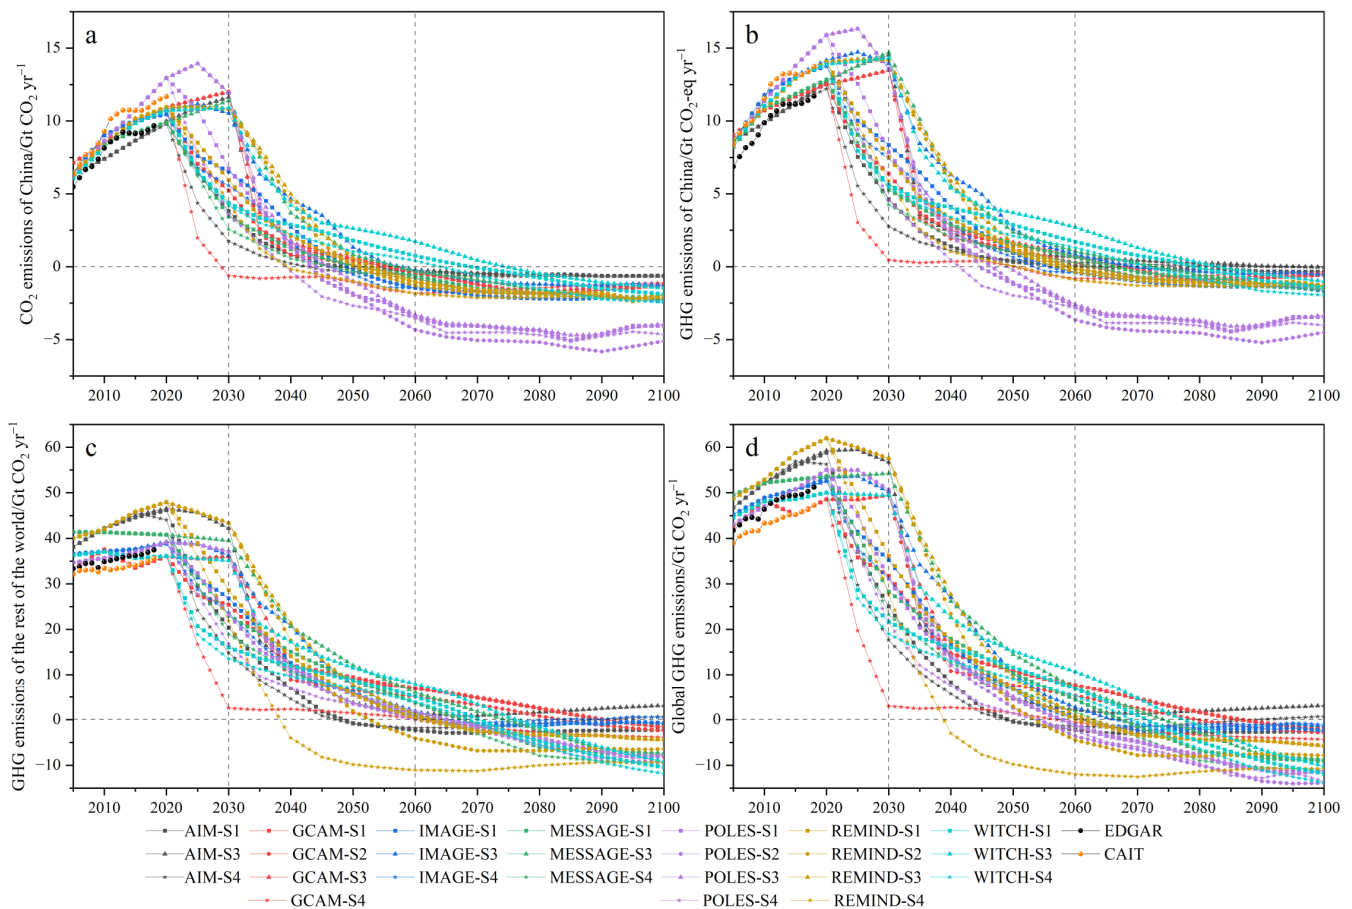 a
b
CO2 emissions of China/Gt CO2 yr−1
15
10
5
0
−5
2010 2020 2030 2040 2050 2060 2070 2080 2090 2100
GHG emissions of China/Gt CO2-eq yr−1
15
10
5
0
−5
2010 2020 2030 2040 2050 2060 2070 2080 2090 2100
c
d
GHG emissions of the rest of the world/Gt CO2 yr−1
60
50
40
30
20
10
0
−10
2010 2020 2030 2040 2050 2060 2070 2080 2090 2100
Global GHG emissions/Gt CO2 yr−1
60
50
40
30
20
10
0
−10
2010 2020 2030 2040 2050 2060 2070 2080 2090 2100
AIM-S1 GCAM-S1 IMAGE-S1 MESSAGE-S1 POLES-S1 REMIND-S1 WITCH-S1 EDGAR
AIM-S3 GCAM-S2 IMAGE-S3 MESSAGE-S3 POLES-S2 REMIND-S2 WITCH-S3 CAIT
AIM-S4 GCAM-S3 IMAGE-S4 MESSAGE-S4 POLES-S3 REMIND-S3 WITCH-S4
GCAM-S4 POLES-S4 REMIND-S4